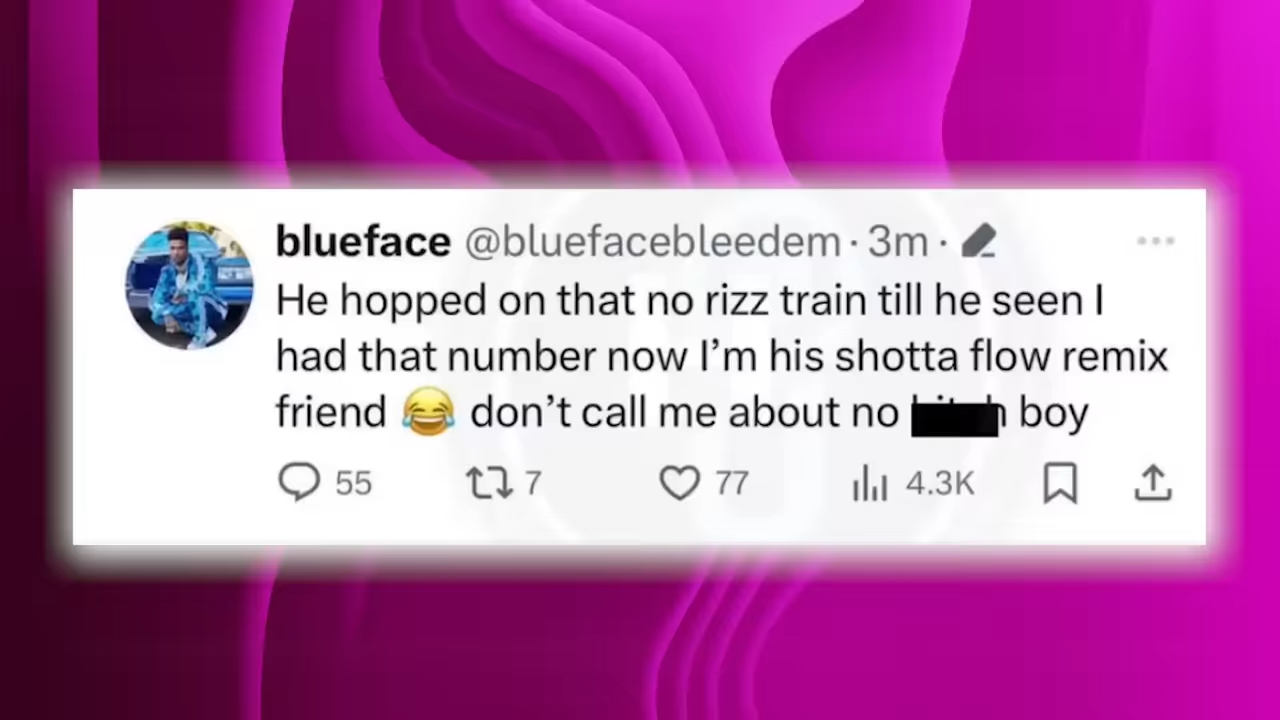 blueface @bluefacebleedem · 3m ·
He hopped on that no rizz train till he seen I
had that number now I’m his shotta flow remix
friend 😂 don’t call me about no boy
55 7 77 4.3K